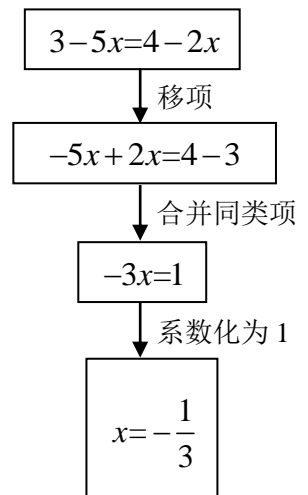 3−5x=4−2x
移项
−5x+2x=4−3
合并同类项
−3x=1
系数化为 1
x=−1/3